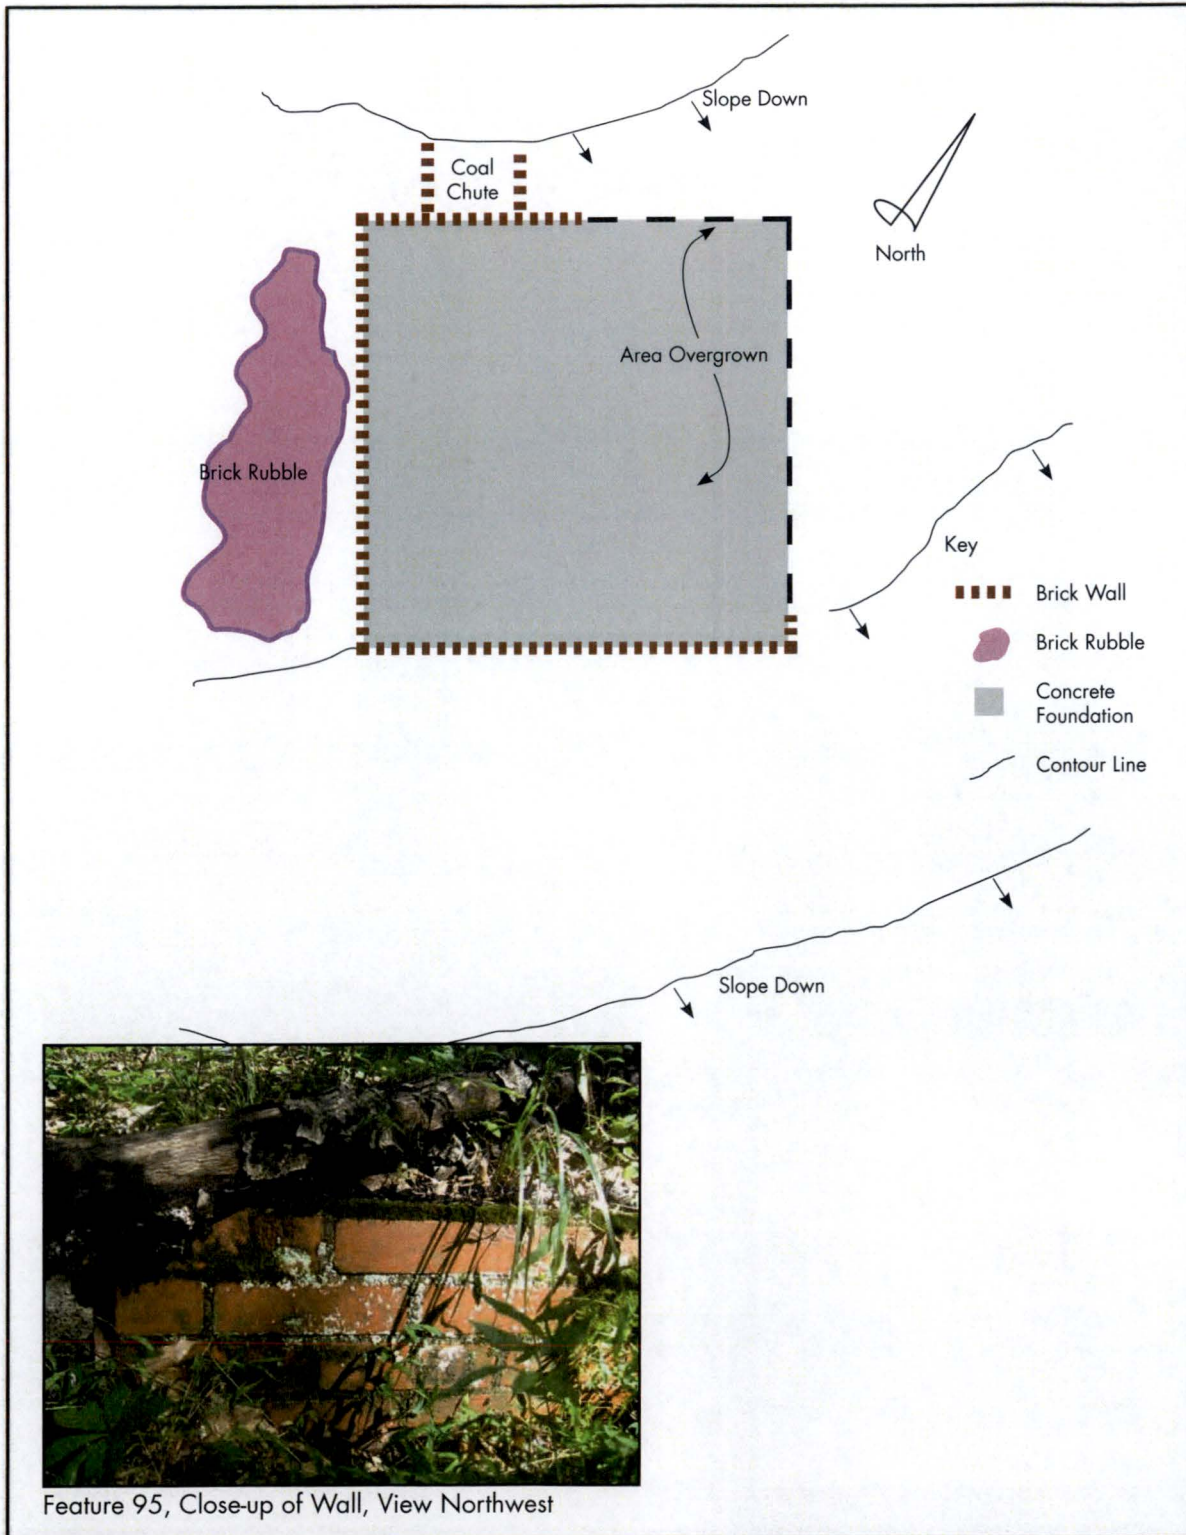 Slope Down
Coal
Chute
North
Area Overgrown
Brick Rubble
Key
Brick Wall
Brick Rubble
Concrete
Foundation
Contour Line
Slope Down
Feature 95, Close-up of Wall, View Northwest